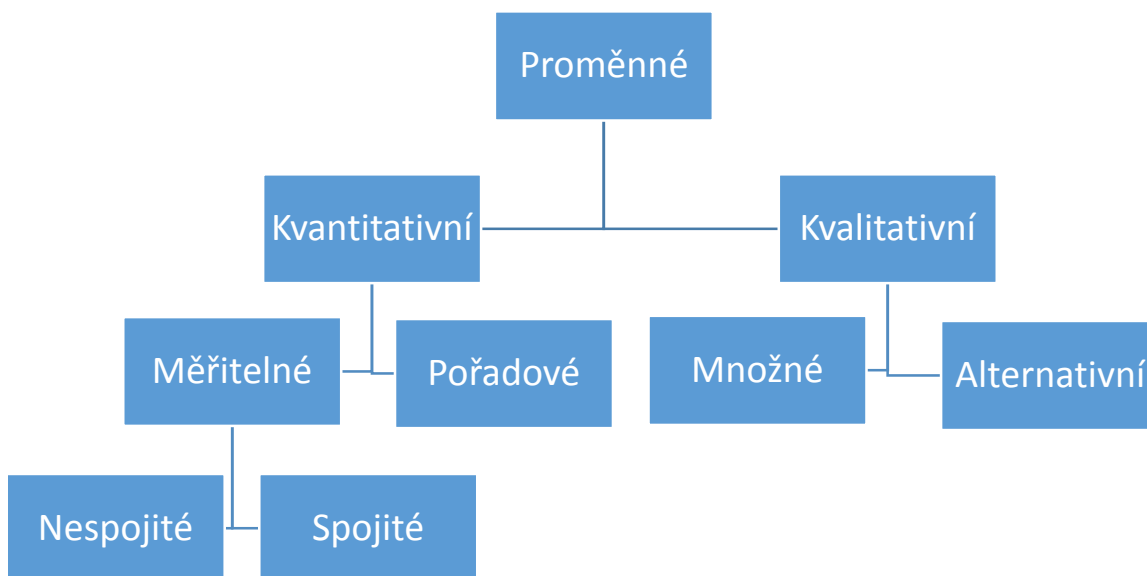 Proměnné
Kvantitativní
Kvalitativní
Měřitelné
Pořadové
Množné
Alternativní
Nespojité
Spojité